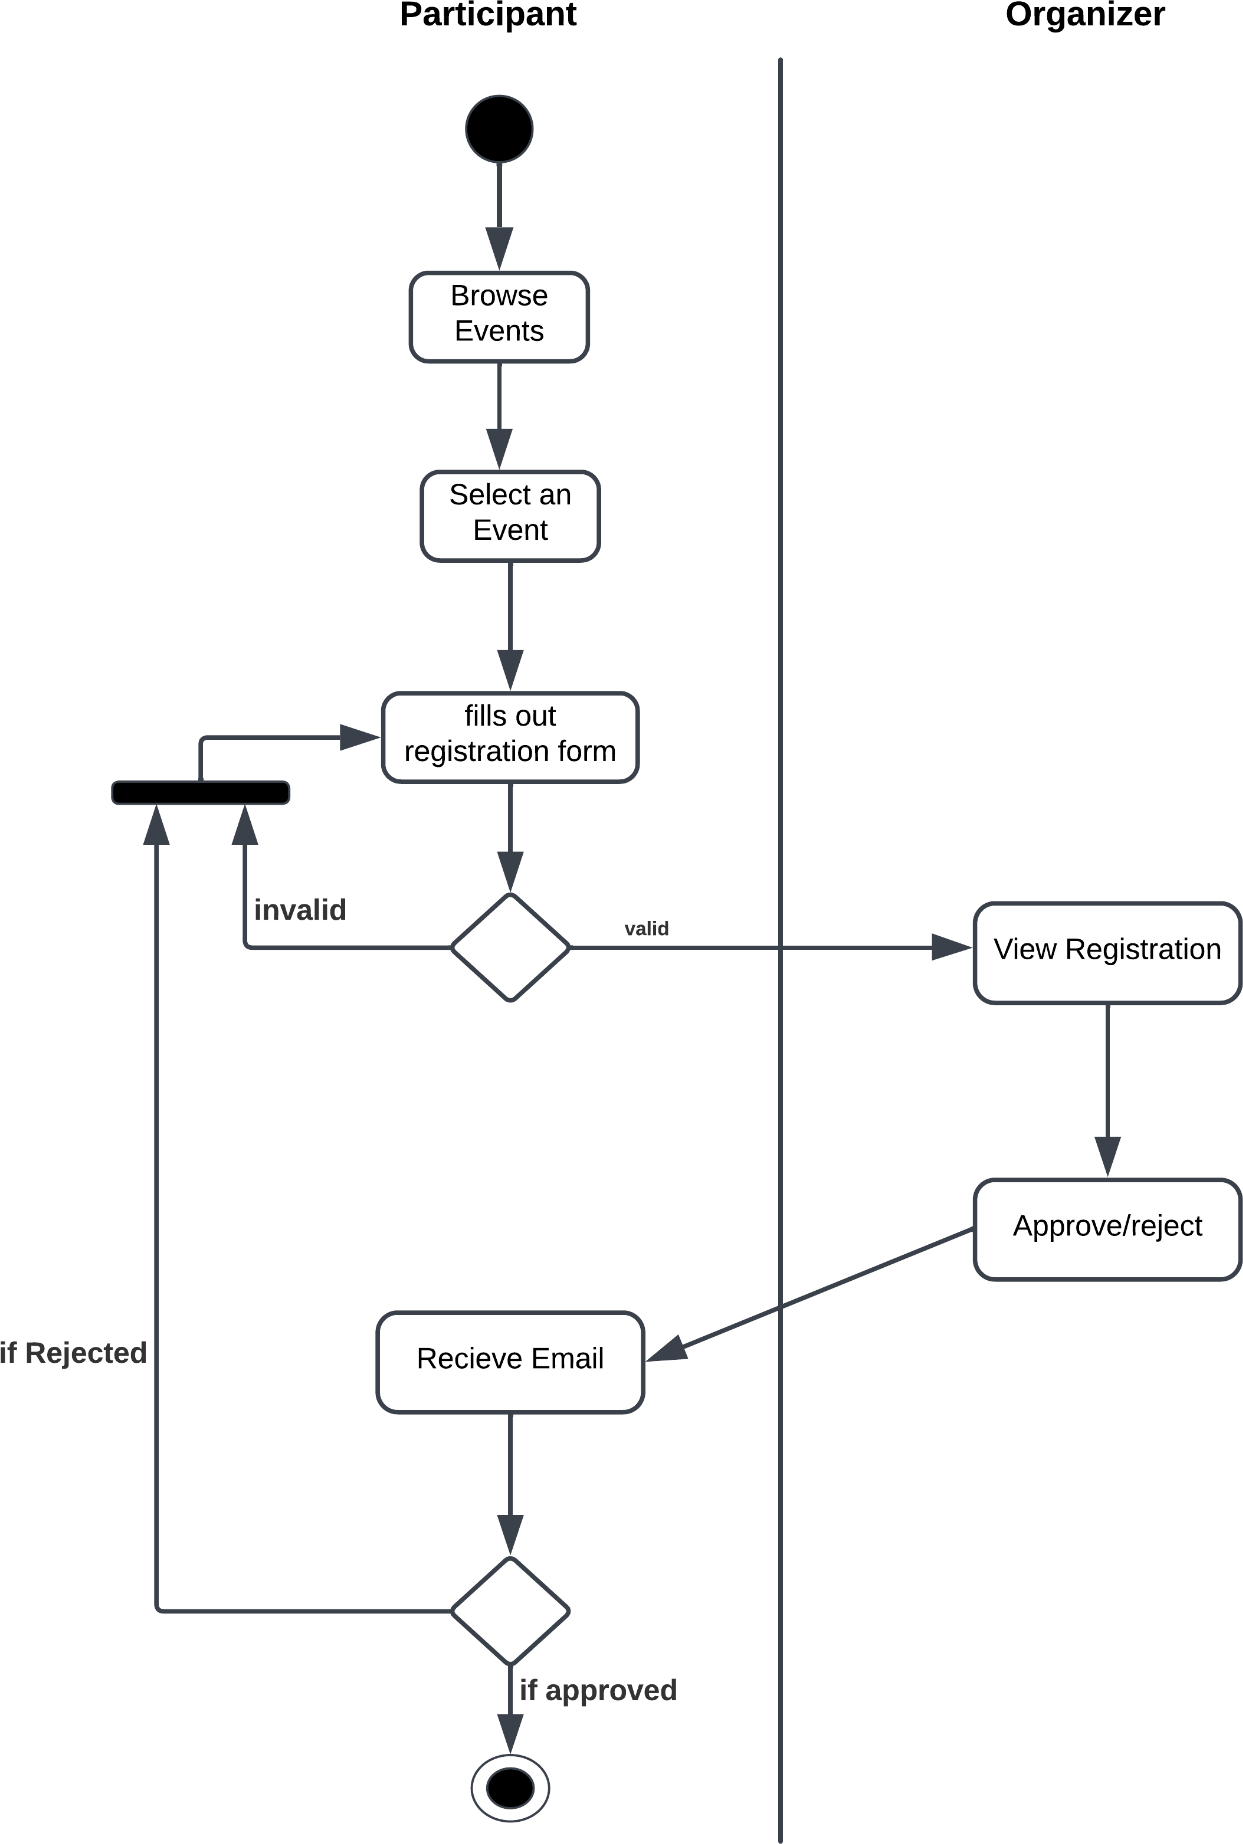 Participant
Organizer
Browse
Events
Select an
Event
fills out
registration form
invalid
valid
View Registration
Approve/reject
if Rejected
Recieve Email
if approved